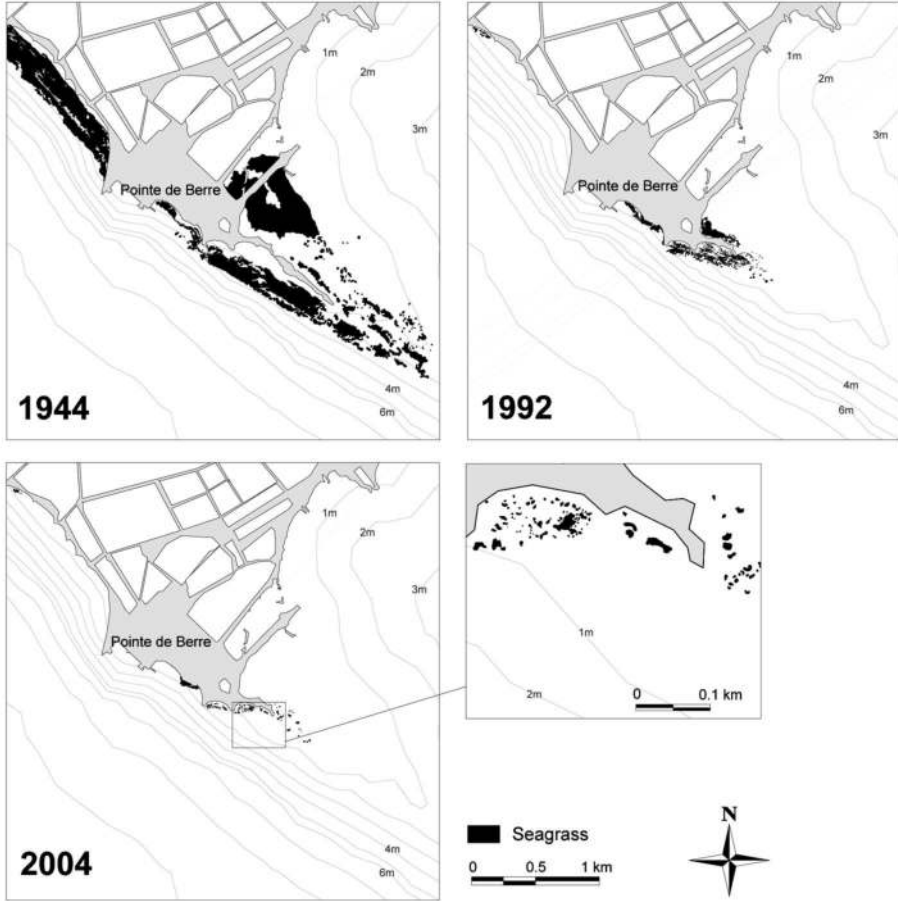 1m
2m
3m
Pointe de Berre
4m
6m
1944
1m
2m
3m
Pointe de Berre
4m
6m
1992
1m
2m
3m
Pointe de Berre
4m
6m
2004
1m
2m
0 0.1 km
N
Seagrass
0 0.5 1 km